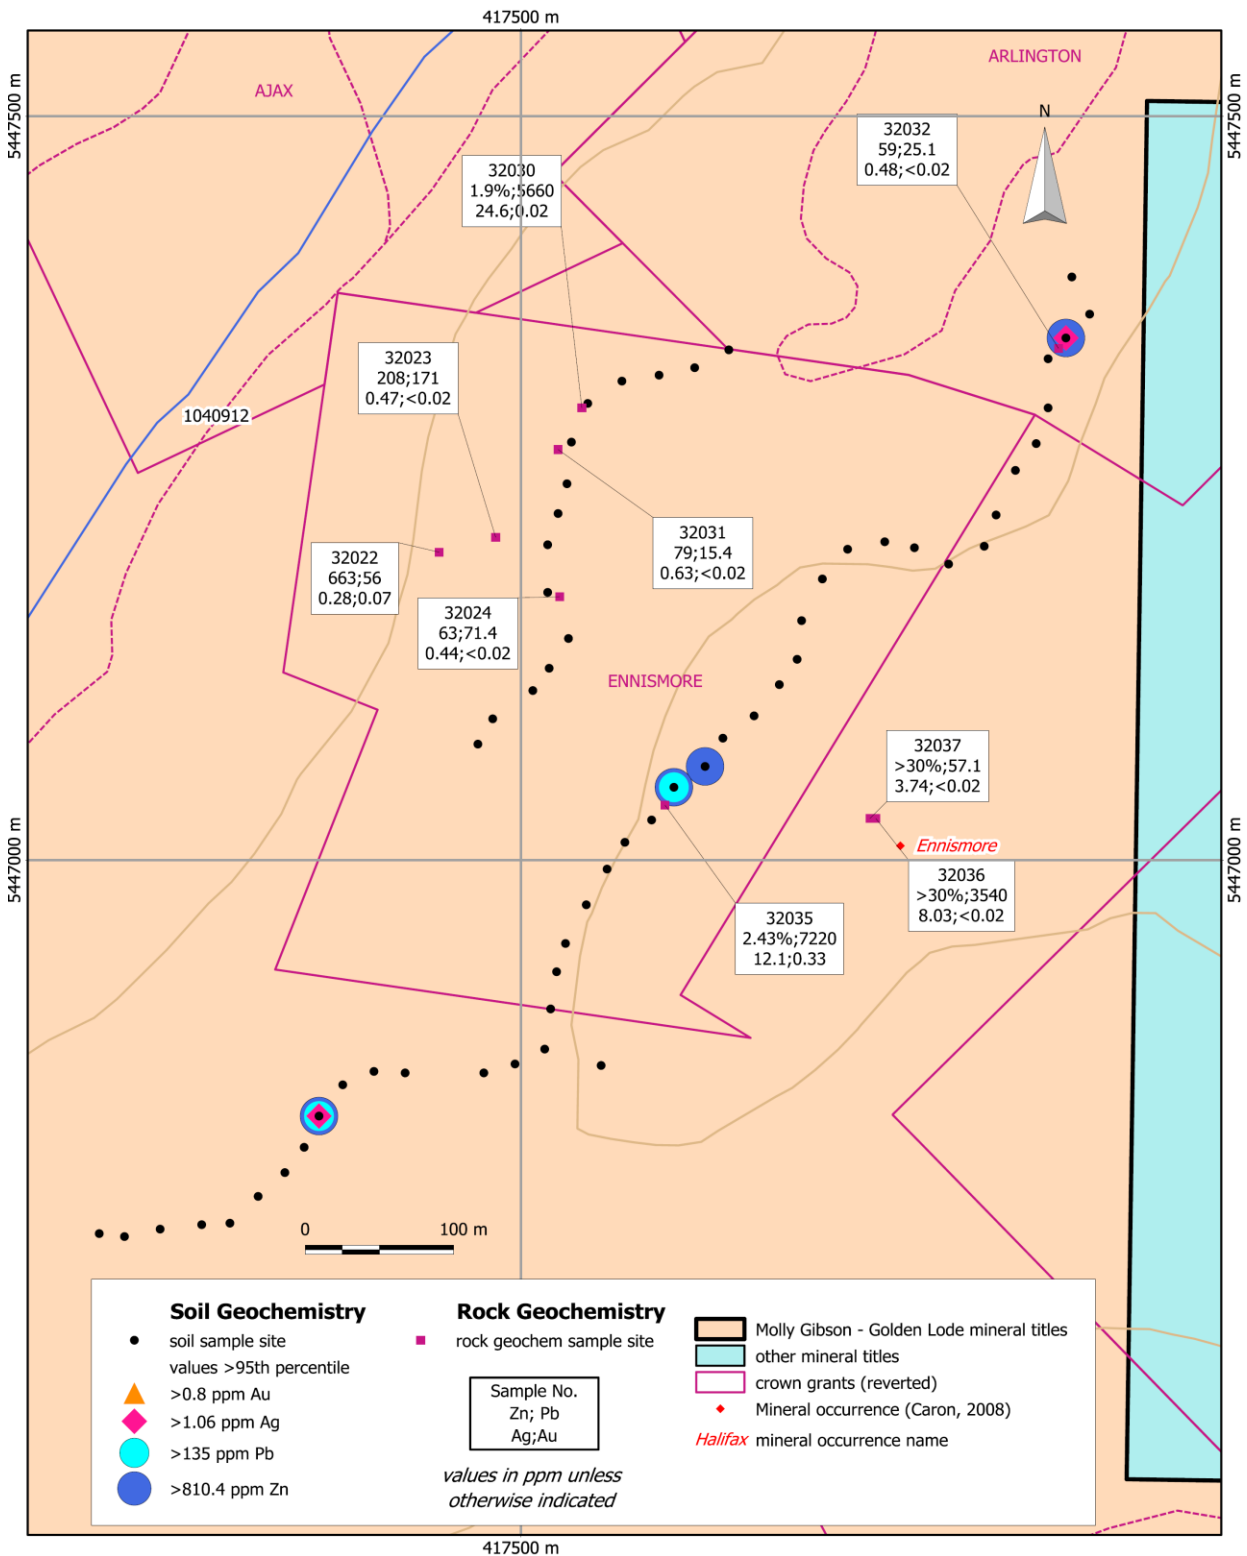 417500 m
AJAX
ARLINGTON
5447500 m
5447500 m
N
32032
59;25.1
0.48;<0.02
32030
1.9%;5660
24.6;0.02
32023
208;171
0.47;<0.02
1040912
32031
79;15.4
0.63;<0.02
32022
663;56
0.28;0.07
32024
63;71.4
0.44;<0.02
ENNISMORE
32037
>30%;57.1
3.74;<0.02
Ennismore
5447000 m
5447000 m
32036
>30%;3540
8.03;<0.02
32035
2.43%;7220
12.1;0.33
0 100 m
Soil Geochemistry
soil sample site
values >95th percentile
>0.8 ppm Au
>1.06 ppm Ag
>135 ppm Pb
>810.4 ppm Zn
Rock Geochemistry
rock geochem sample site
Sample No.
Zn; Pb
Ag;Au
values in ppm unless
otherwise indicated
Molly Gibson - Golden Lode mineral titles
other mineral titles
crown grants (reverted)
Mineral occurrence (Caron, 2008)
Halifax mineral occurrence name
417500 m